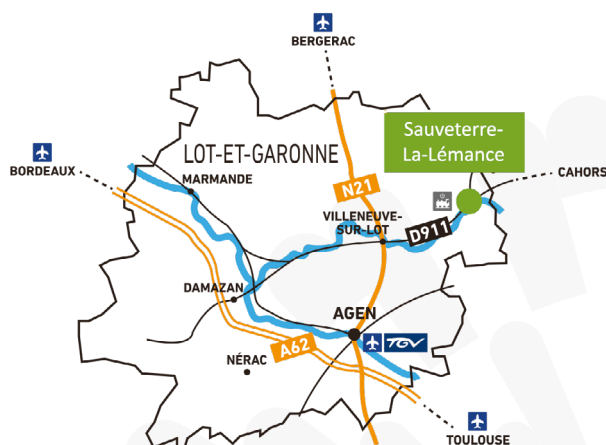 BERGERAC
Sauveterre-
La-Lémance
BORDEAUX
LOT-ET-GARONNE
MARMANDE
CAHORS
N21
VILLENEUVE-
SUR-LOT
D911
DAMAZAN
AGEN
A62
TGV
NÉRAC
TOULOUSE